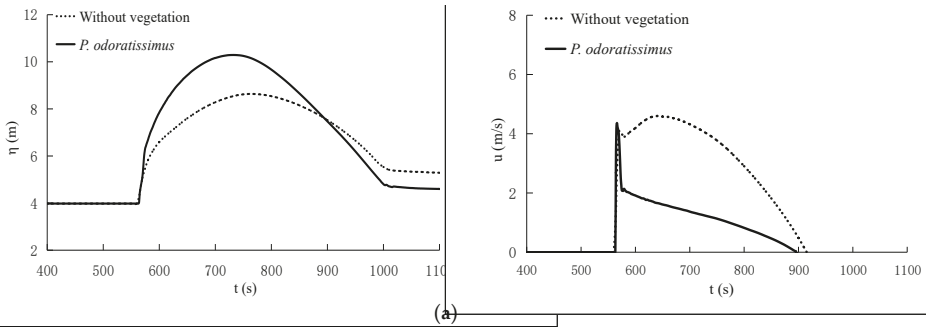 12
Without vegetation
P. odoratissimus
10
8
6
4
2
η (m)
400 500 600 700 800 900 1000 110
t (s)
8
Without vegetation
P. odoratissimus
6
4
2
0
u (m/s)
400 500 600 700 800 900 1000 1100
t (s)
(a)